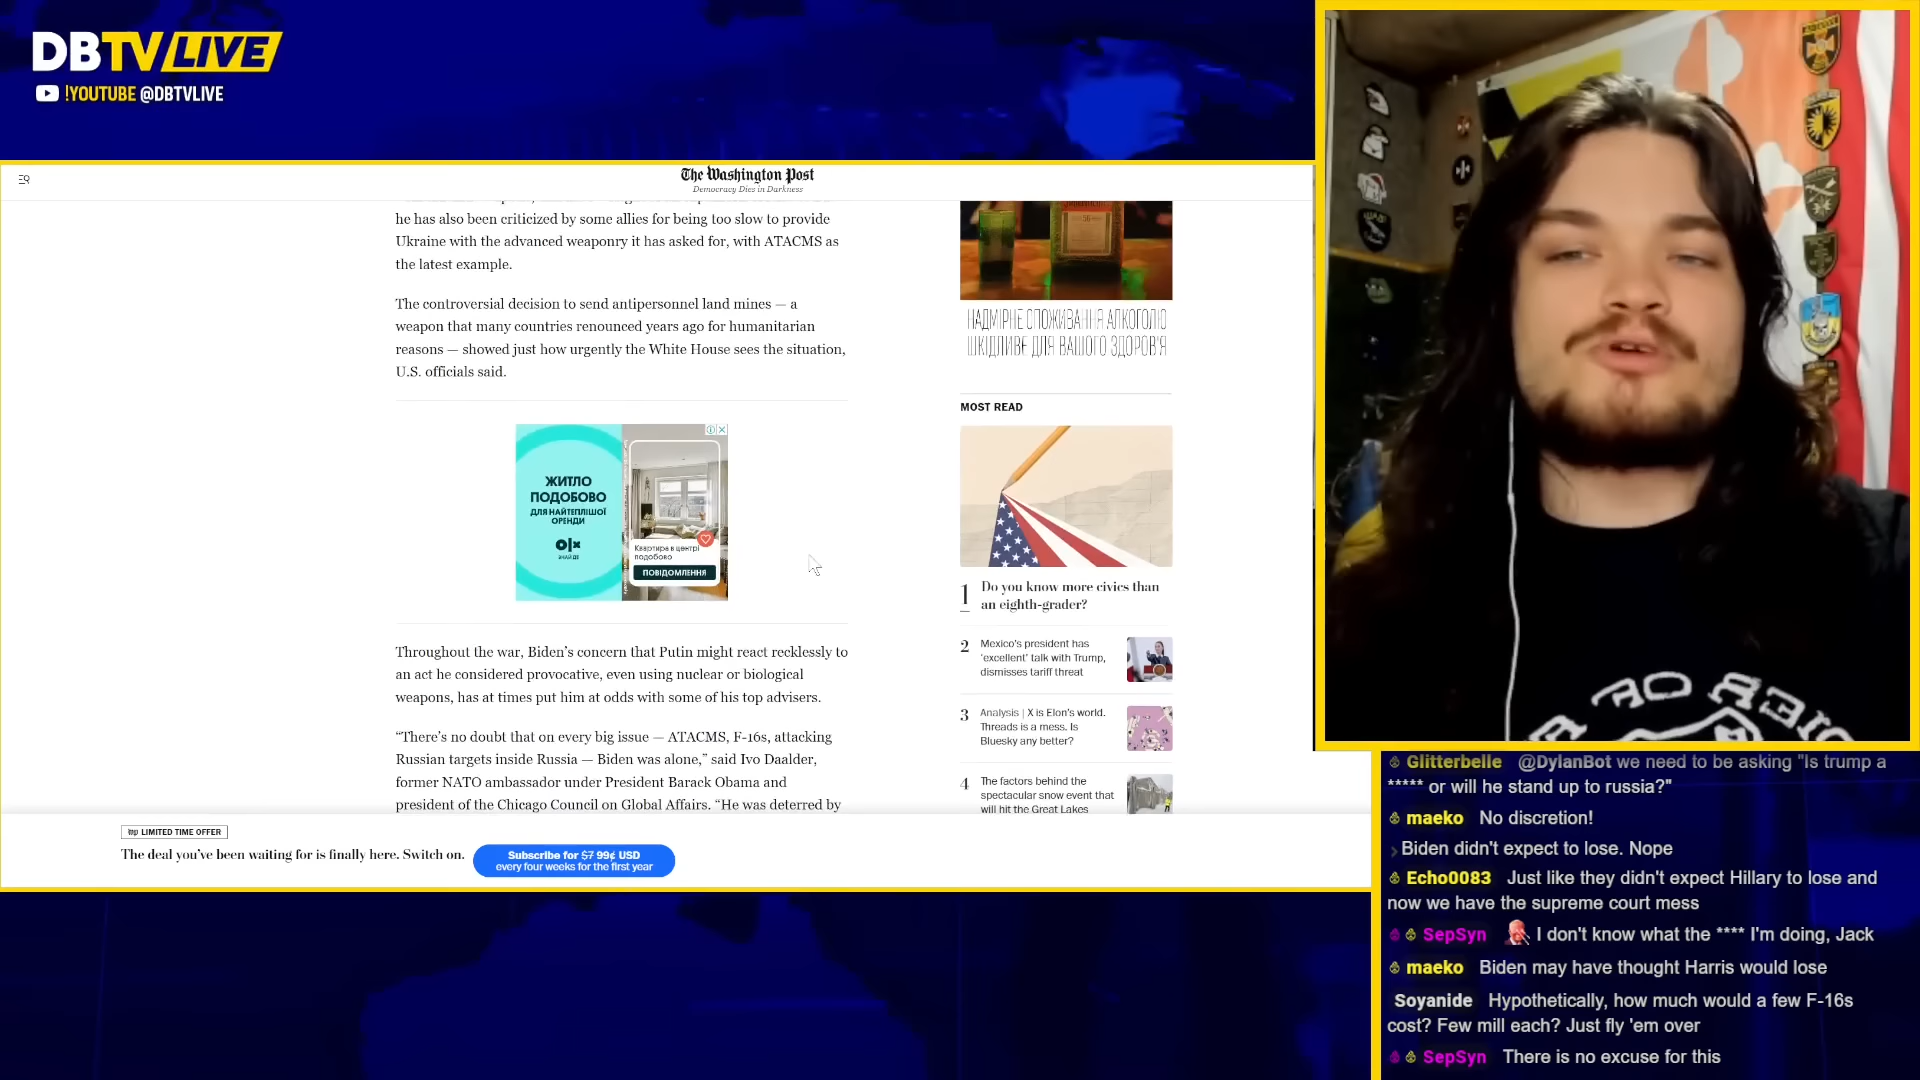 DBTV LIVE
!YOUTUBE @DBTVLIVE
The Washington Post
Democracy Dies in Darkness
he has also been criticized by some allies for being too slow to provide
Ukraine with the advanced weaponry it has asked for, with ATACMS as
the latest example.
The controversial decision to send antipersonnel land mines — a
weapon that many countries renounced years ago for humanitarian
reasons — showed just how urgently the White House sees the situation,
U.S. officials said.
ЖИТЛО
ПОДОБОВО
ДЛЯ НАЙТЕПЛІШОЇ
ОРЕНДИ
olx
ЗНАЙДЕ
Квартира в центрі
подобово
ПОВІДОМЛЕННЯ
Throughout the war, Biden’s concern that Putin might react recklessly to
an act he considered provocative, even using nuclear or biological
weapons, has at times put him at odds with some of his top advisers.
“There’s no doubt that on every big issue — ATACMS, F-16s, attacking
Russian targets inside Russia — Biden was alone,” said Ivo Daalder,
former NATO ambassador under President Barack Obama and
president of the Chicago Council on Global Affairs. “He was deterred by
НАДМІРНЕ СПОЖИВАННЯ АЛКОГОЛЮ
ШКІДЛИВЕ ДЛЯ ВАШОГО ЗДОРОВ'Я
MOST READ
1 Do you know more civics than
an eighth-grader?
2 Mexico’s president has
‘excellent’ talk with Trump,
dismisses tariff threat
3 Analysis | X is Elon’s world.
Threads is a mess. Is
Bluesky any better?
4 The factors behind the
spectacular snow event that
will hit the Great Lakes
wp LIMITED TIME OFFER
The deal you’ve been waiting for is finally here. Switch on.
Subscribe for $7 99¢ USD
every four weeks for the first year
Glitterbelle @DylanBot we need to be asking "Is trump a
***** or will he stand up to russia?"
maeko No discretion!
Biden didn't expect to lose. Nope
Echo0083 Just like they didn't expect Hillary to lose and
now we have the supreme court mess
SepSyn I don't know what the **** I'm doing, Jack
maeko Biden may have thought Harris would lose
Soyanide Hypothetically, how much would a few F-16s
cost? Few mill each? Just fly 'em over
SepSyn There is no excuse for this